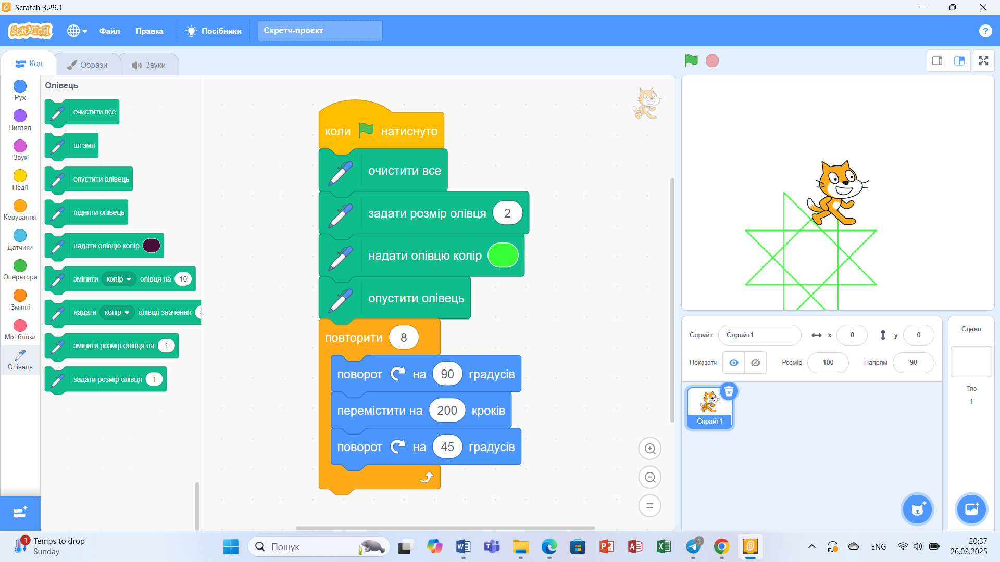 Scratch 3.29.1
SCRATCH
Файл
Правка
Посібники
Скретч-проєкт
?
Код
Образи
Звуки
Рух
Вигляд
Звук
Події
Керування
Датчики
Оператори
Змінні
Мої блоки
Олівець
Олівець
очистити все
штамп
опустити олівець
підняти олівець
надати олівцю колір
змінити колір олівця на 10
надати колір олівця значення
змінити розмір олівця на 1
задати розмір олівця 1
коли натиснуто
очистити все
задати розмір олівця 2
надати олівцю колір
опустити олівець
повторити 8
поворот на 90 градусів
перемістити на 200 кроків
поворот на 45 градусів
Спрайт Спрайт1 x 0 y 0
Показати Розмір 100 Напрям 90
Спрайт1
Сцена
Тло
1
1
Temps to drop
Sunday
Пошук
1
ENG
20:37
26.03.2025